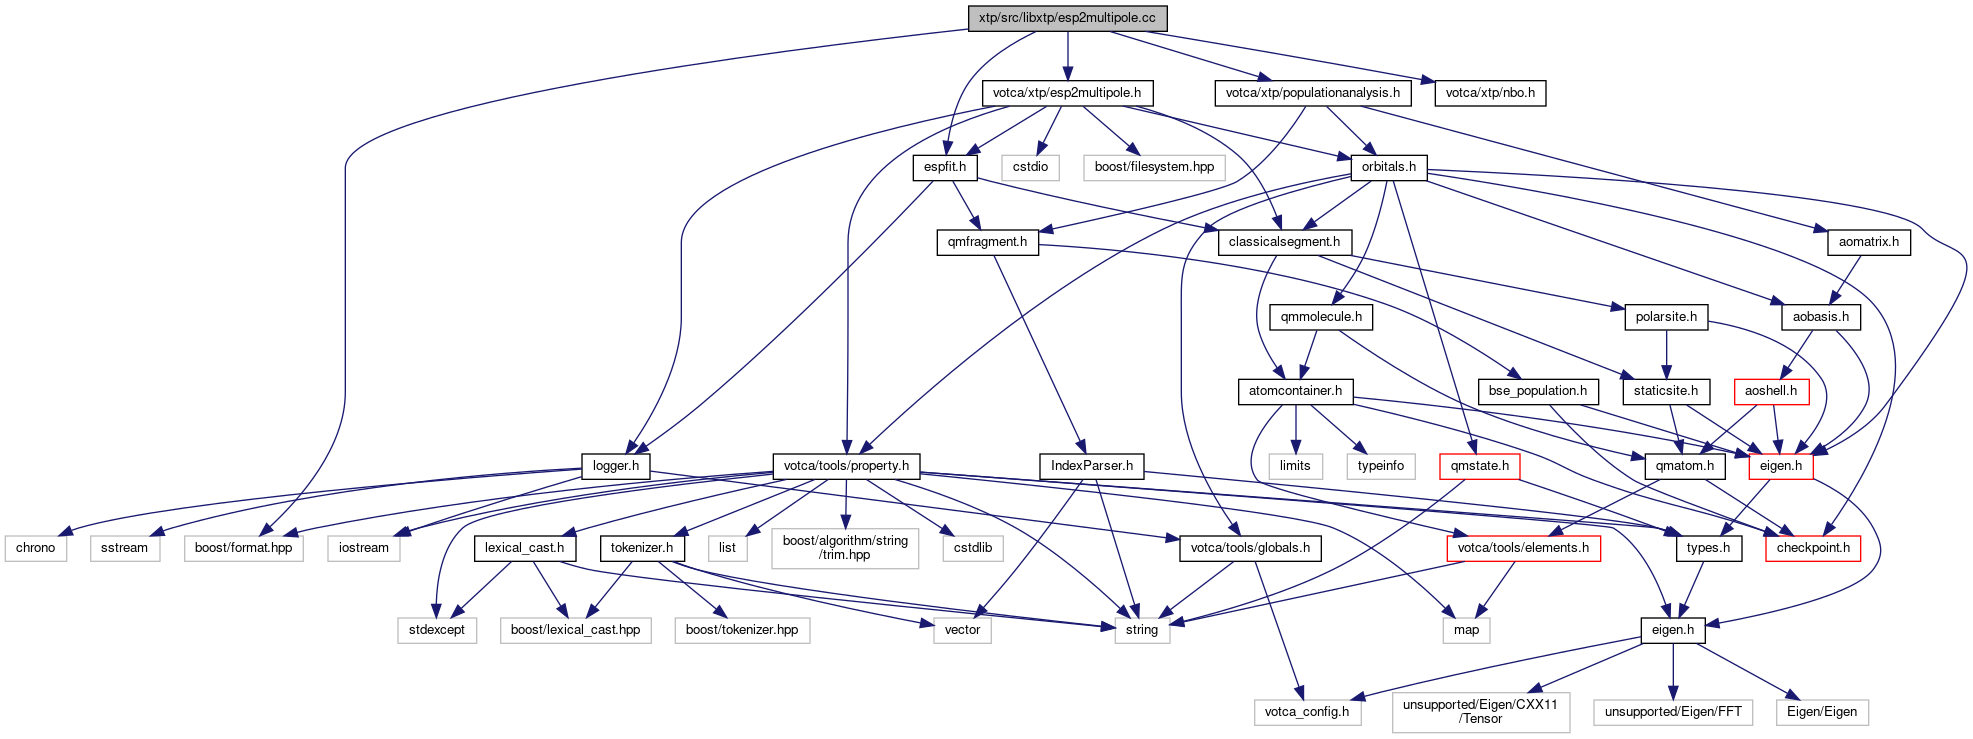 xtp/src/libxtp/esp2multipole.cc
votca/xtp/esp2multipole.h
votca/xtp/populationanalysis.h
votca/xtp/nbo.h
espfit.h
cstdio
boost/filesystem.hpp
orbitals.h
qmfragment.h
classicalsegment.h
aomatrix.h
qmmolecule.h
polarsite.h
aobasis.h
atomcontainer.h
bse_population.h
staticsite.h
aoshell.h
logger.h
votca/tools/property.h
IndexParser.h
limits
typeinfo
qmstate.h
qmatom.h
eigen.h
chrono
sstream
boost/format.hpp
iostream
lexical_cast.h
tokenizer.h
list
boost/algorithm/string
/trim.hpp
cstdlib
votca/tools/globals.h
votca/tools/elements.h
types.h
checkpoint.h
stdexcept
boost/lexical_cast.hpp
boost/tokenizer.hpp
vector
string
map
eigen.h
votca_config.h
unsupported/Eigen/CXX11
/Tensor
unsupported/Eigen/FFT
Eigen/Eigen